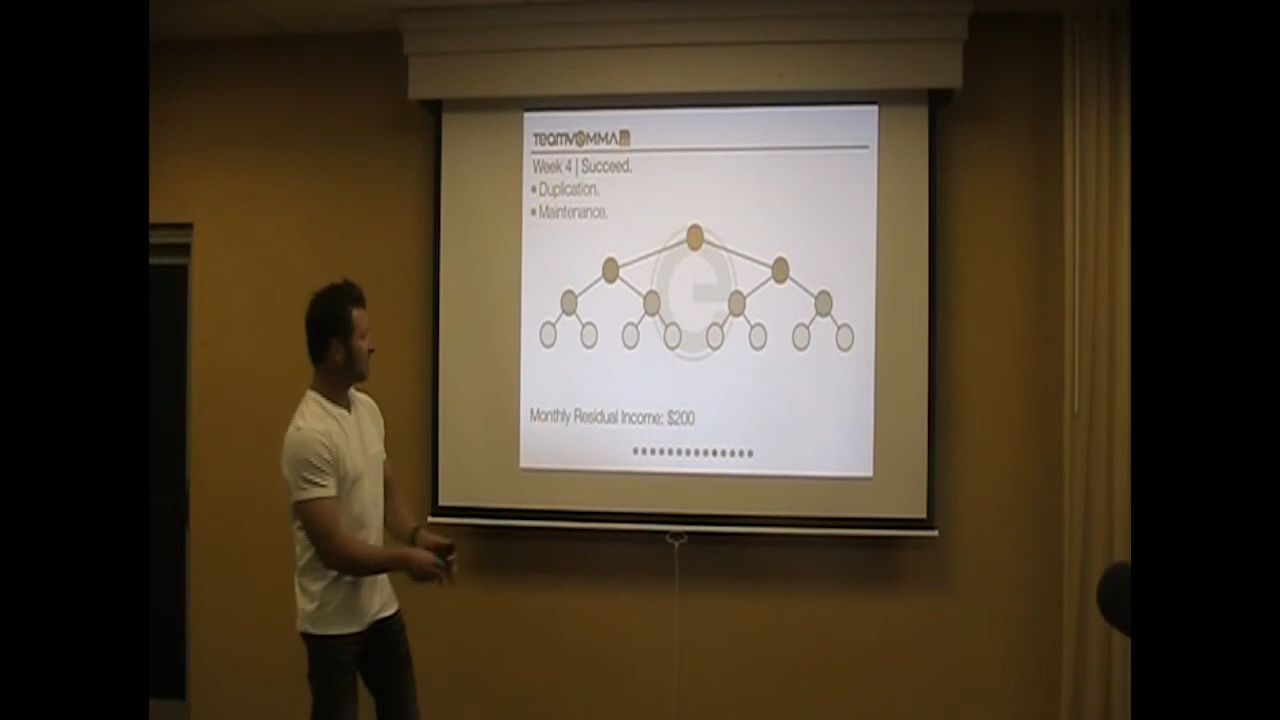 TEAMVEMMA
Week 4 | Succeed.
• Duplication.
• Maintenance.
e
Monthly Residual Income: $200